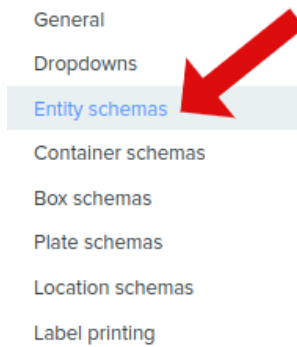 General
Dropdowns
Entity schemas
Container schemas
Box schemas
Plate schemas
Location schemas
Label printing